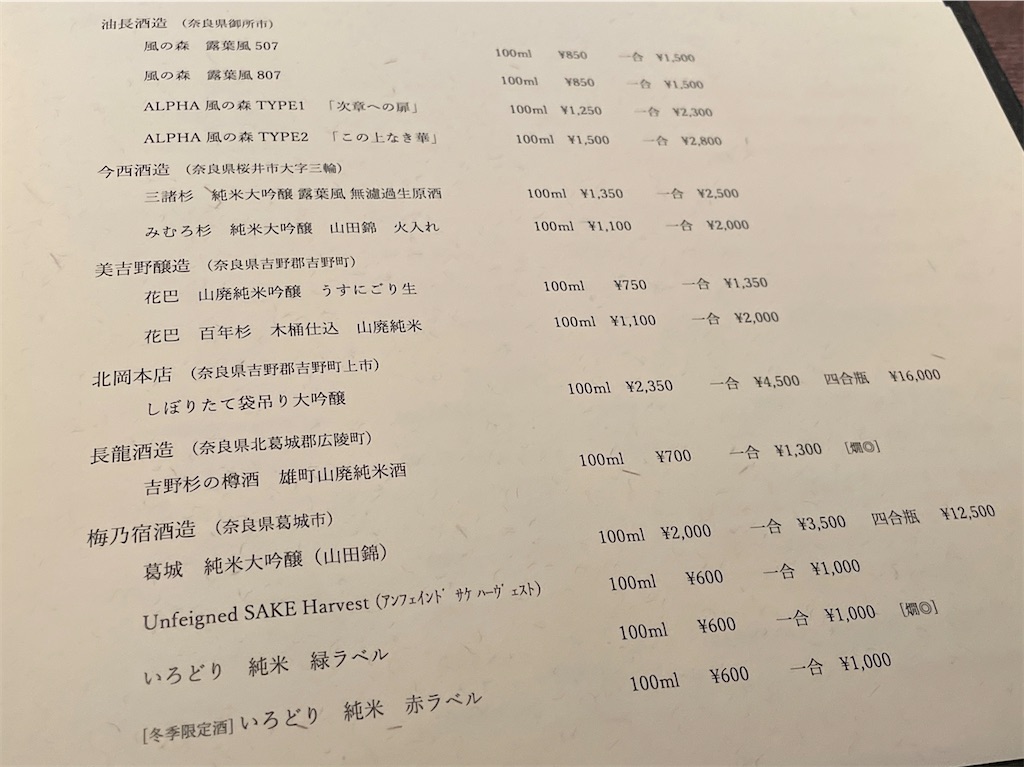 油長酒造 （奈良県御所市）
風の森 露葉風 507 100ml ¥850 一合 ¥1,500
風の森 露葉風 807 100ml ¥850 一合 ¥1,500
ALPHA 風の森 TYPE1 「次章への扉」 100ml ¥1,250 一合 ¥2,300
ALPHA 風の森 TYPE2 「この上なき華」 100ml ¥1,500 一合 ¥2,800
今西酒造 （奈良県桜井市大字三輪）
三諸杉 純米大吟醸 露葉風 無濾過生原酒 100ml ¥1,350 一合 ¥2,500
みむろ杉 純米大吟醸 山田錦 火入れ 100ml ¥1,100 一合 ¥2,000
美吉野醸造 （奈良県吉野郡吉野町）
花巴 山廃純米吟醸 うすにごり生 100ml ¥750 一合 ¥1,350
花巴 百年杉 木桶仕込 山廃純米 100ml ¥1,100 一合 ¥2,000
北岡本店 （奈良県吉野郡吉野町上市）
しぼりたて袋吊り大吟醸 100ml ¥2,350 一合 ¥4,500 四合瓶 ¥16,000
長龍酒造 （奈良県北葛城郡広陵町）
吉野杉の樽酒 雄町山廃純米酒 100ml ¥700 一合 ¥1,300 [燗◎]
梅乃宿酒造 （奈良県葛城市）
葛城 純米大吟醸（山田錦） 100ml ¥2,000 一合 ¥3,500 四合瓶 ¥12,500
Unfeigned SAKE Harvest（ｱﾝﾌｪｲﾝﾄﾞ ｻｹ ﾊｰｳﾞｪｽﾄ） 100ml ¥600 一合 ¥1,000
いろどり 純米 緑ラベル 100ml ¥600 一合 ¥1,000 [燗◎]
[冬季限定酒] いろどり 純米 赤ラベル 100ml ¥600 一合 ¥1,000